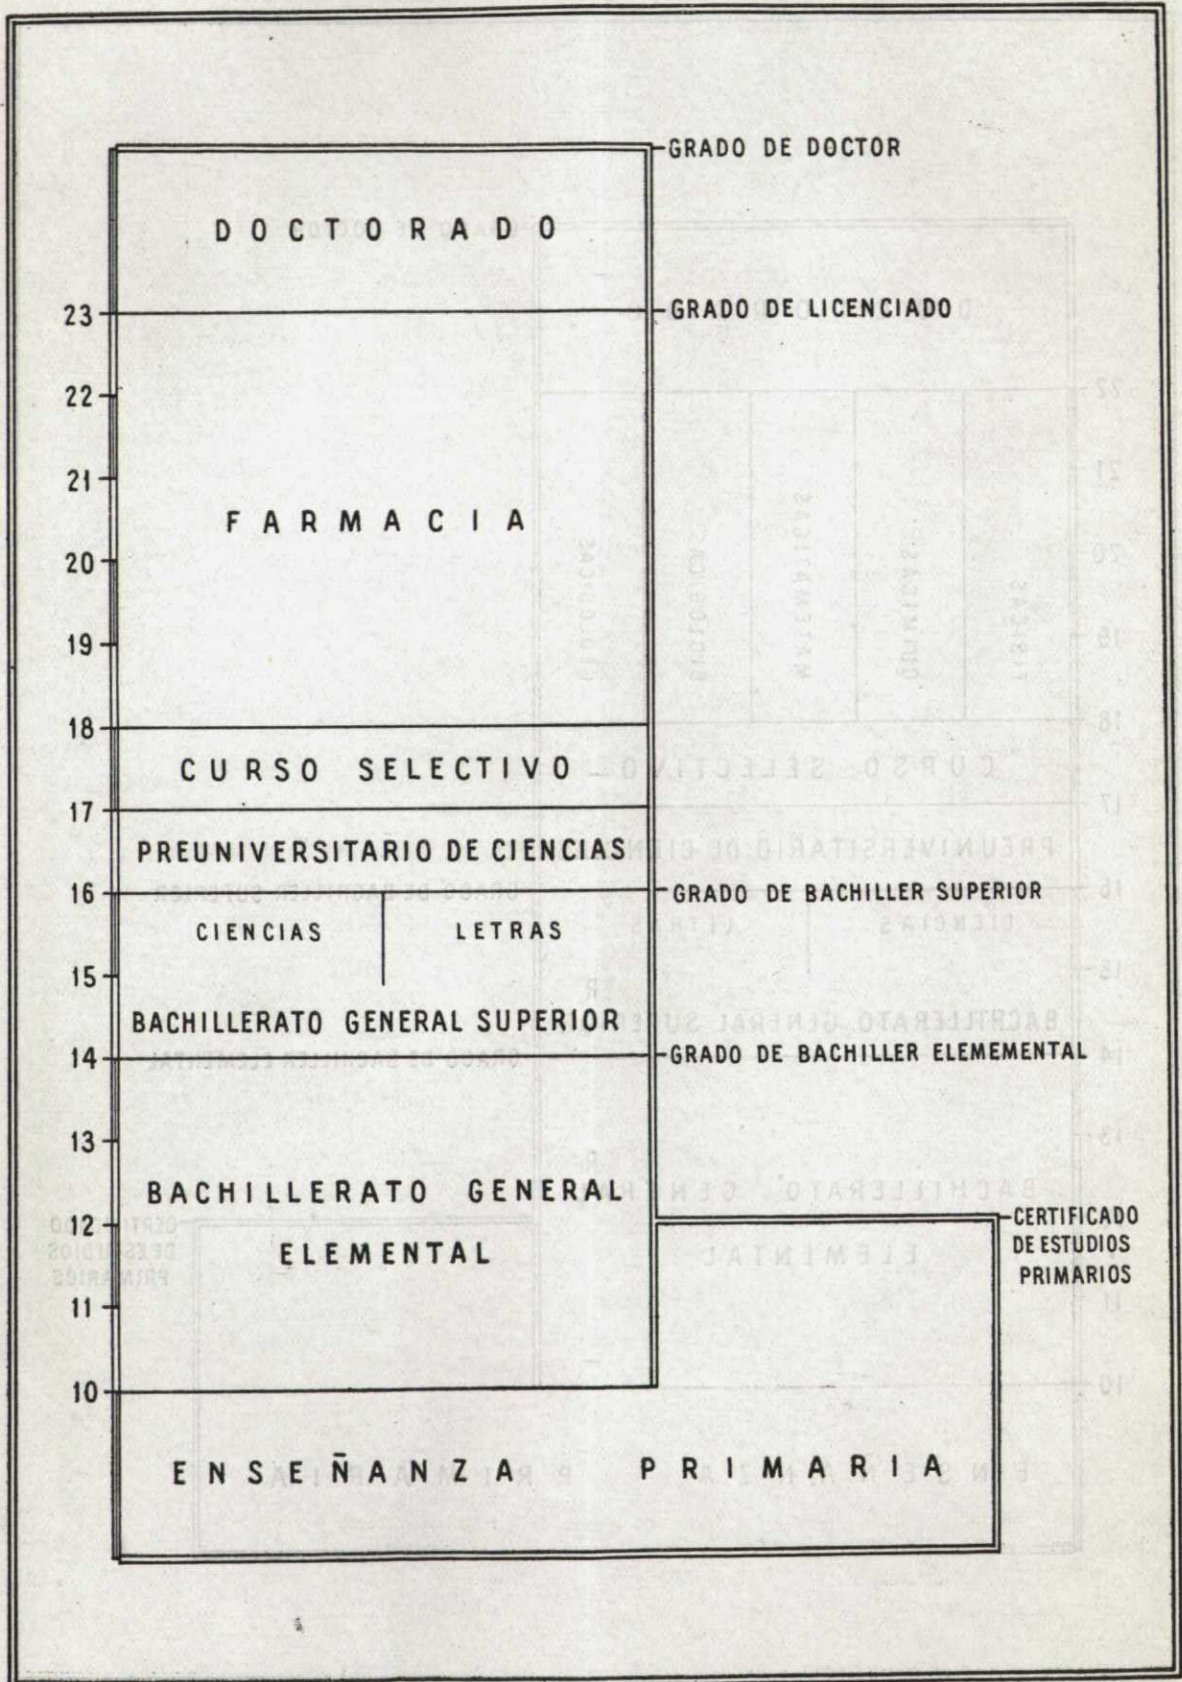 GRADO DE DOCTOR
DOCTORADO
23
GRADO DE LICENCIADO
22
21
FARMACIA
20
19
18
CURSO SELECTIVO
17
PREUNIVERSITARIO DE CIENCIAS
16
GRADO DE BACHILLER SUPERIOR
CIENCIAS
LETRAS
15
BACHILLERATO GENERAL SUPERIOR
14
GRADO DE BACHILLER ELEMEMENTAL
13
BACHILLERATO GENERAL
12
CERTIFICADO
DE ESTUDIOS
PRIMARIOS
ELEMENTAL
11
10
ENSEÑANZA PRIMARIA